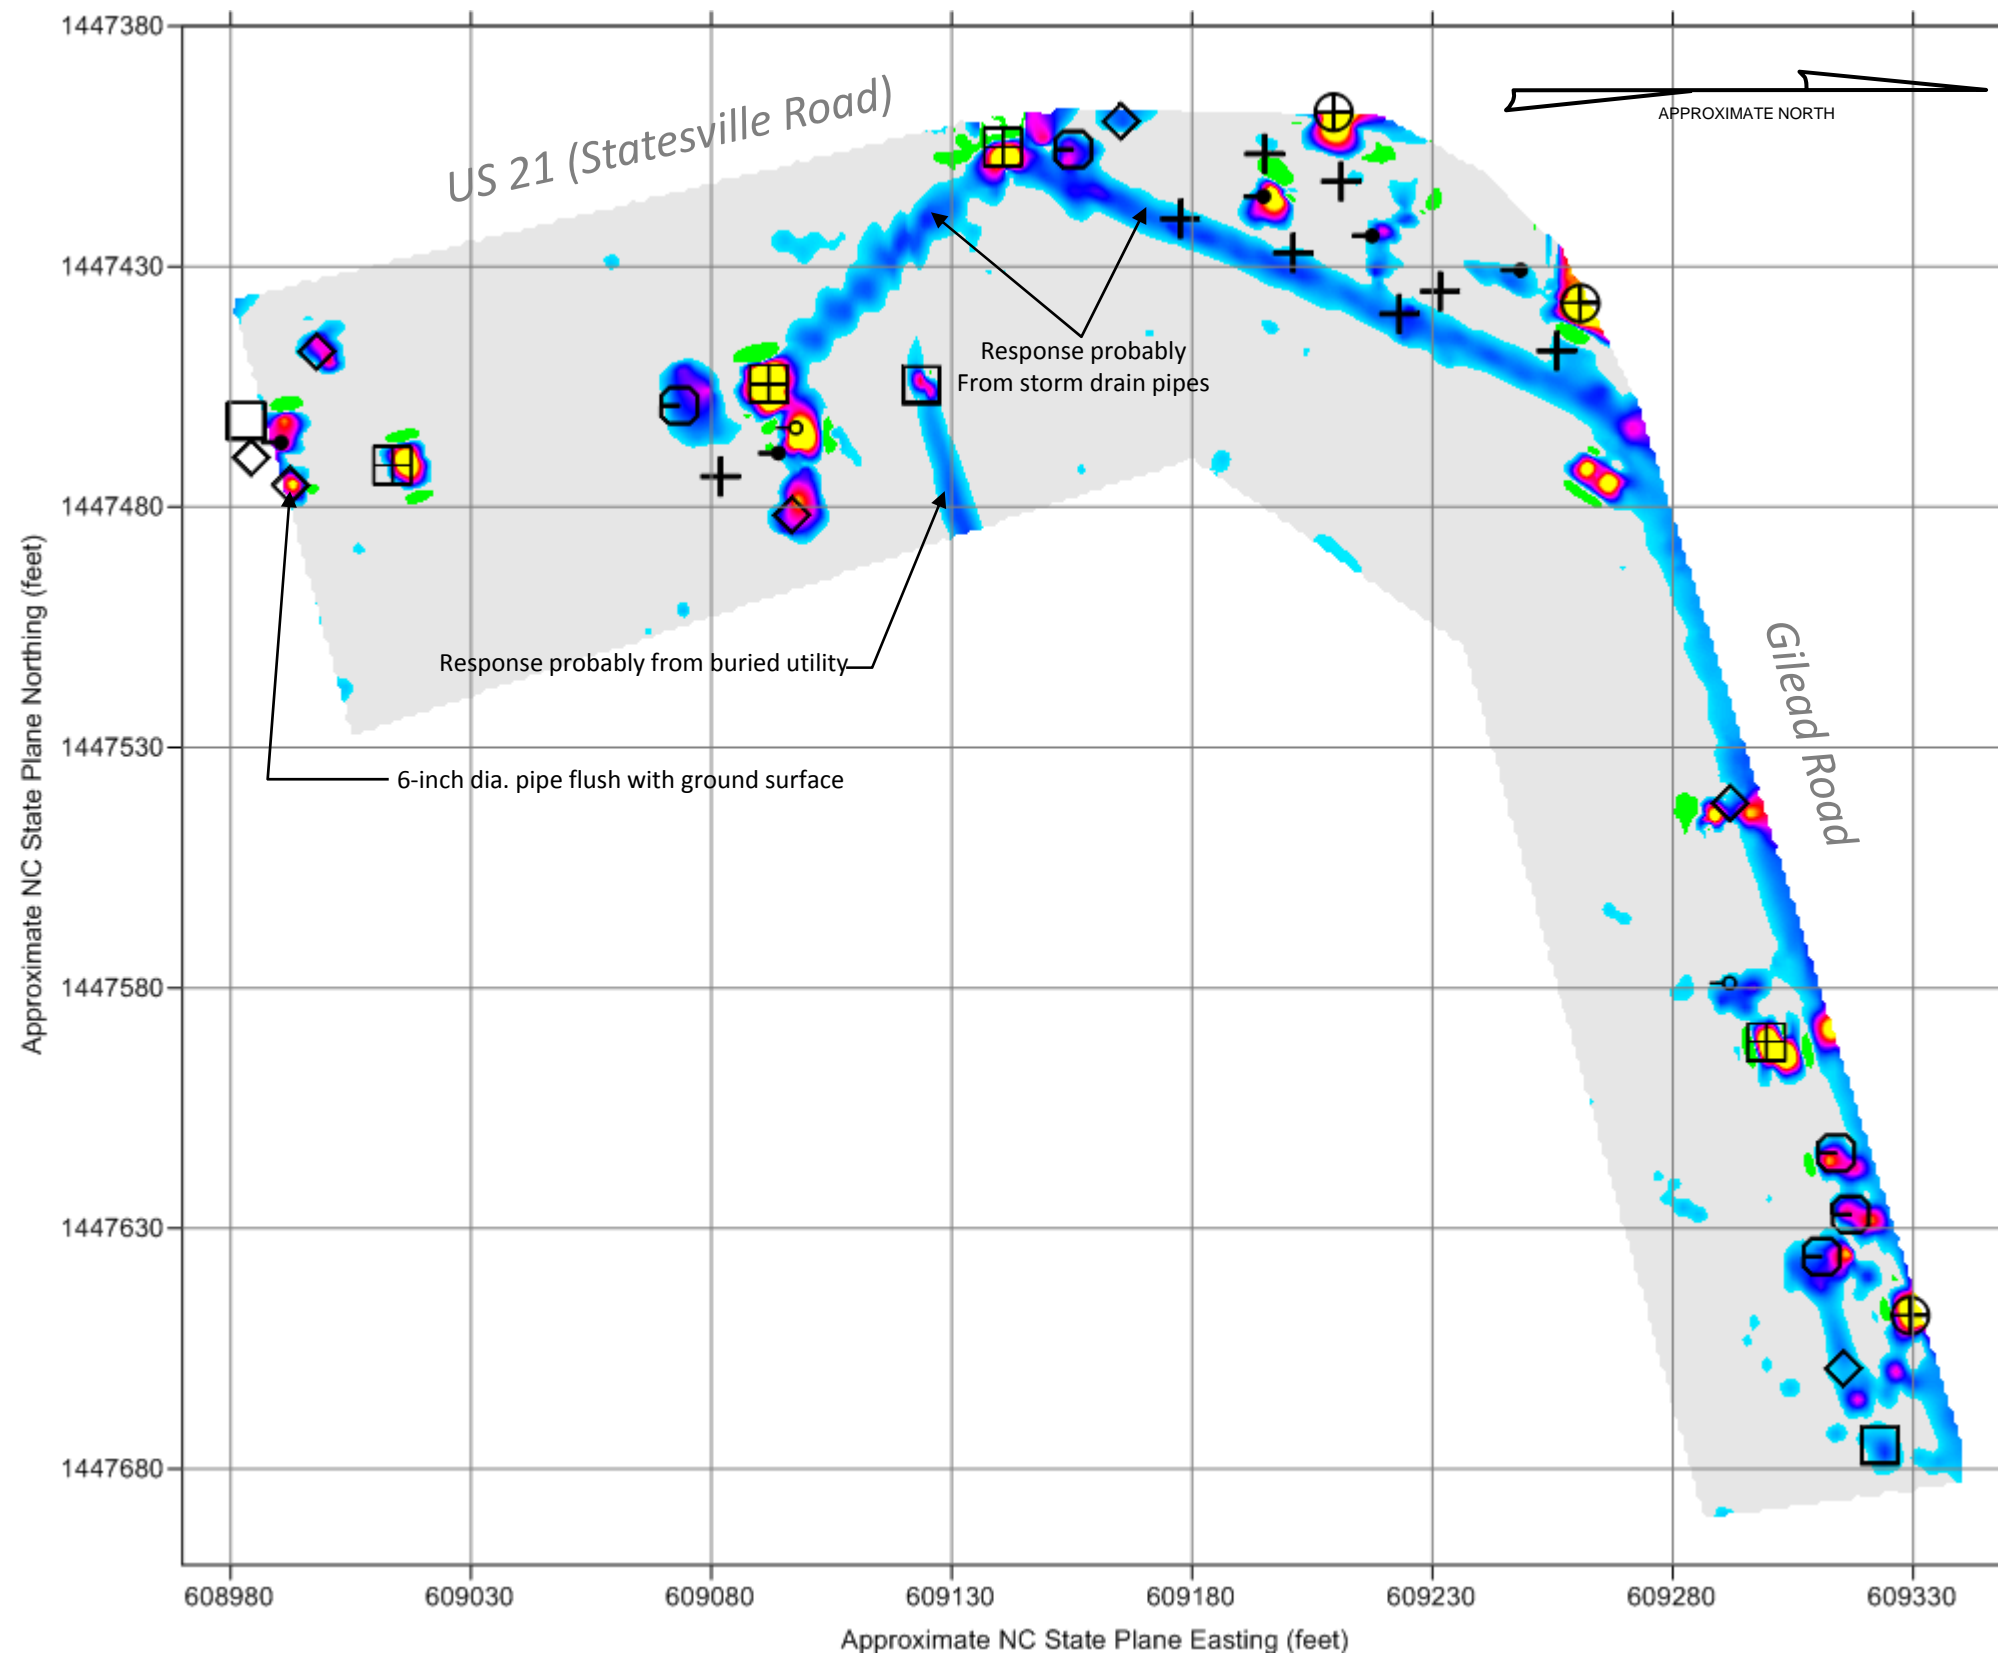 1447380
1447430
1447480
1447530
1447580
1447630
1447680
Approximate NC State Plane Northing (feet)
US 21 (Statesville Road)
APPROXIMATE NORTH
Response probably
From storm drain pipes
Response probably from buried utility
6-inch dia. pipe flush with ground surface
Gilead Road
608980
609030
609080
609130
609180
609230
609280
609330
Approximate NC State Plane Easting (feet)